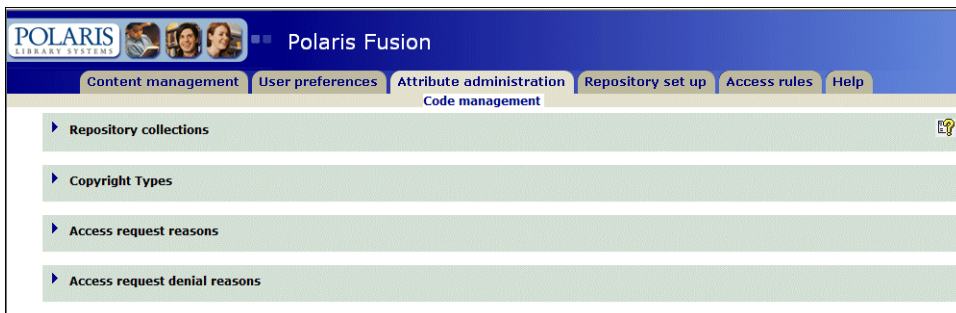 POLARIS
LIBRARY SYSTEMS
Polaris Fusion
Content management User preferences Attribute administration Repository set up Access rules Help
Code management
Repository collections
Copyright Types
Access request reasons
Access request denial reasons